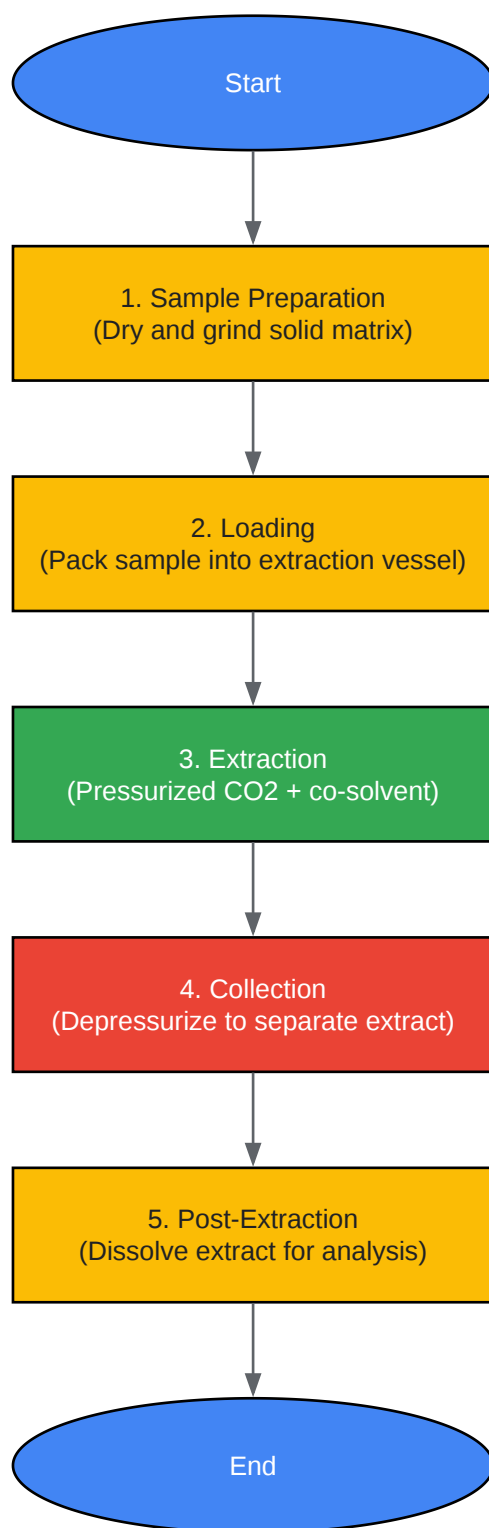 Start
1. Sample Preparation
(Dry and grind solid matrix)
2. Loading
(Pack sample into extraction vessel)
3. Extraction
(Pressurized CO2 + co-solvent)
4. Collection
(Depressurize to separate extract)
5. Post-Extraction
(Dissolve extract for analysis)
End